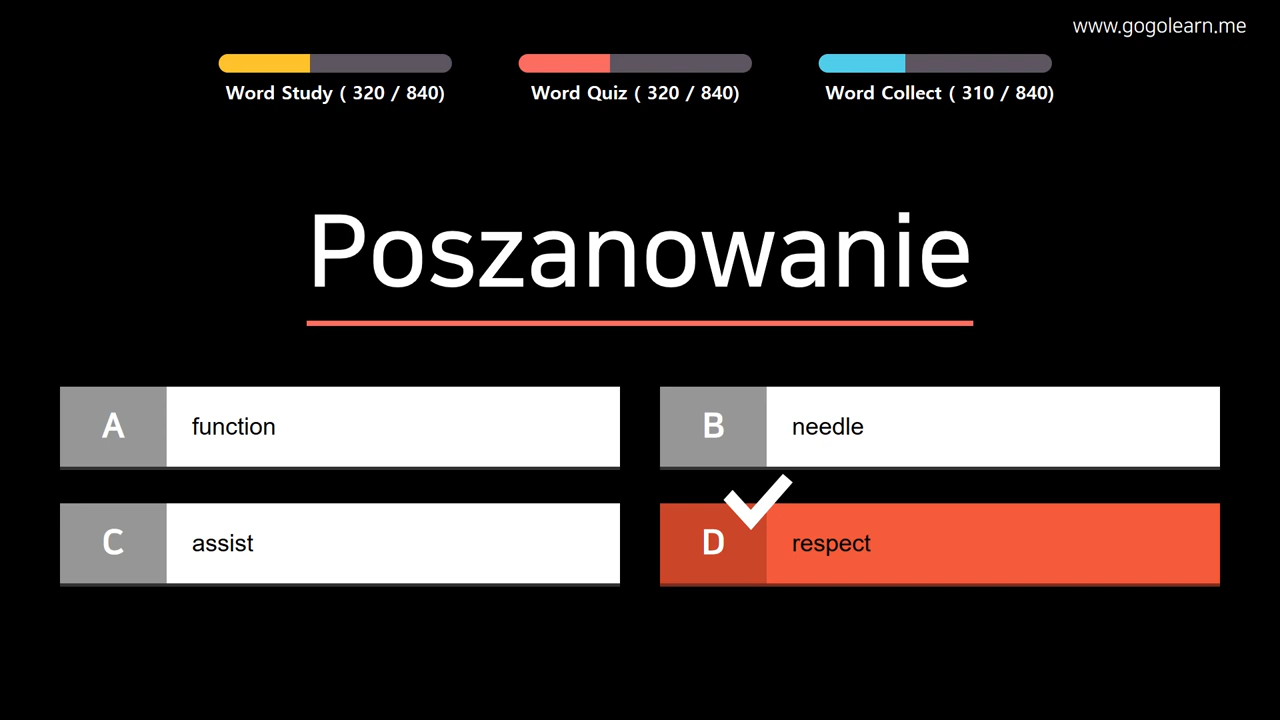 www.gogolearn.me
Word Study ( 320 / 840)
Word Quiz ( 320 / 840)
Word Collect ( 310 / 840)
Poszanowanie
A function
B needle
C assist
D respect